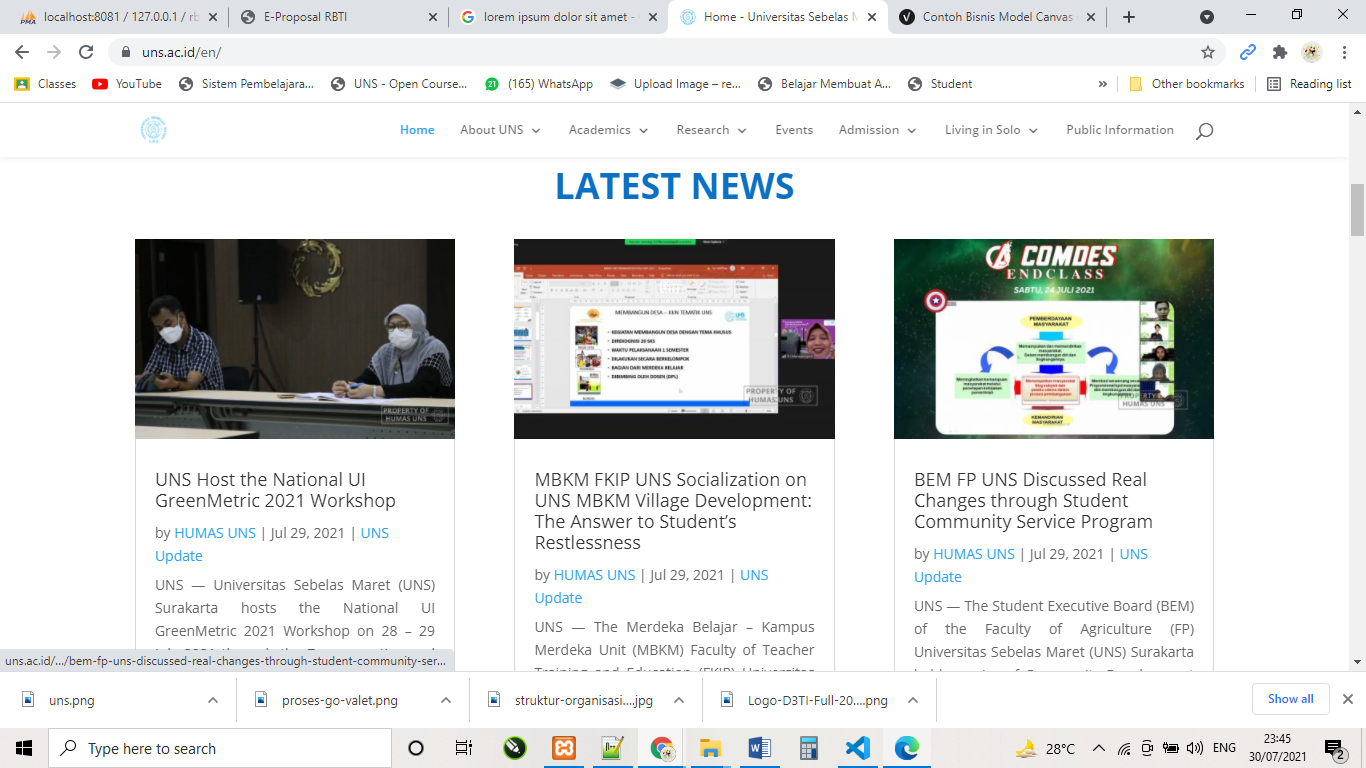 localhost:8081 / 127.0.0.1 / rb
E-Proposal RBTI
lorem ipsum dolor sit amet -
Home - Universitas Sebelas M
Contoh Bisnis Model Canvas
uns.ac.id/en/
Classes
YouTube
Sistem Pembelajara...
UNS - Open Course...
(165) WhatsApp
Upload Image – re...
Belajar Membuat A...
Student
Other bookmarks
Reading list
Home
About UNS
Academics
Research
Events
Admission
Living in Solo
Public Information
LATEST NEWS
PROPERTY OF
HUMAS UNS
MEMBANGUN DESA – KKN TEMATIK UNS
KEGIATAN MEMBANGUN DESA DENGAN TEMA KHUSUS
DIREKOGNISI 20 SKS
WAKTU PELAKSANAAN 1 SEMESTER
DILAKUKAN SECARA BERKELOMPOK
BAGIAN DARI MERDEKA BELAJAR
DIBIMBING OLEH DOSEN (DPL)
PROPERTY OF
HUMAS UNS
COMDES
ENDCLASS
SABTU, 24 JULI 2021
PEMBERDAYAAN
MASYARAKAT
KEMANDIRIAN
MASYARAKAT
HUMAS UNS
UNS Host the National UI
GreenMetric 2021 Workshop
by HUMAS UNS | Jul 29, 2021 | UNS
Update
UNS — Universitas Sebelas Maret (UNS)
Surakarta hosts the National UI
GreenMetric 2021 Workshop on 28 – 29
MBKM FKIP UNS Socialization on
UNS MBKM Village Development:
The Answer to Student’s
Restlessness
by HUMAS UNS | Jul 29, 2021 | UNS
Update
UNS — The Merdeka Belajar – Kampus
Merdeka Unit (MBKM) Faculty of Teacher
Training and Education (FKIP) Universitas
BEM FP UNS Discussed Real
Changes through Student
Community Service Program
by HUMAS UNS | Jul 29, 2021 | UNS
Update
UNS — The Student Executive Board (BEM)
of the Faculty of Agriculture (FP)
Universitas Sebelas Maret (UNS) Surakarta
uns.ac.id/.../bem-fp-uns-discussed-real-changes-through-student-community-ser...
uns.png
proses-go-valet.png
struktur-organisasi....jpg
Logo-D3TI-Full-20....png
Show all
Type here to search
28°C
ENG
23:45
30/07/2021
2